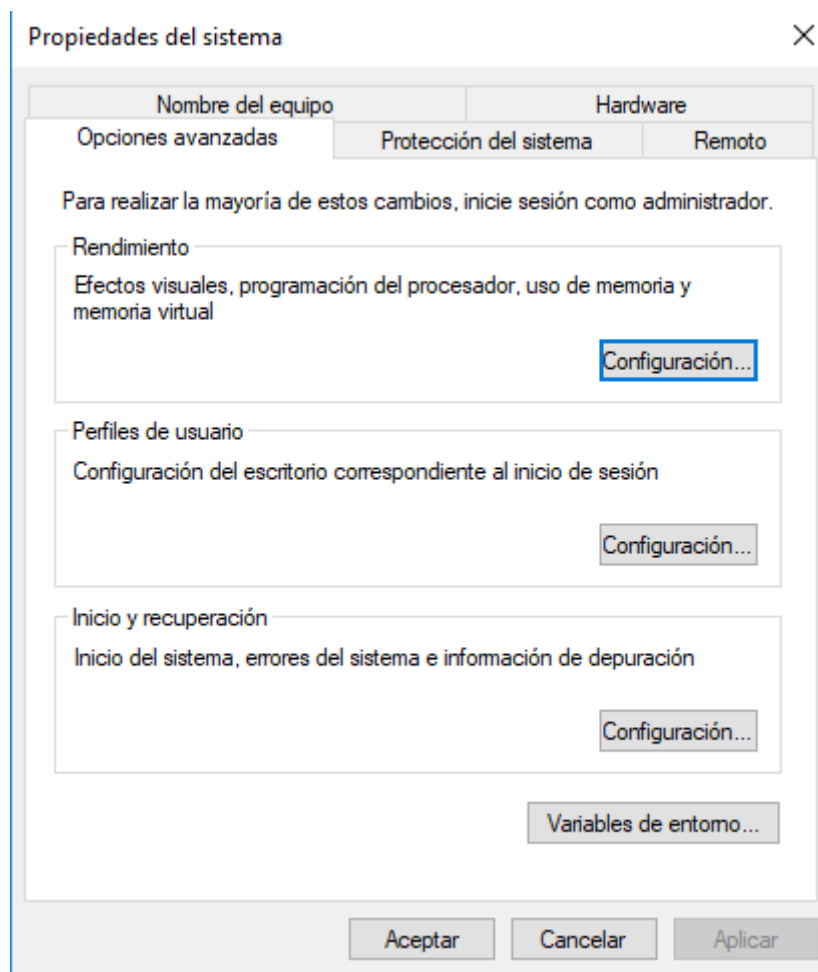 Propiedades del sistema
Nombre del equipo
Hardware
Opciones avanzadas
Protección del sistema
Remoto
Para realizar la mayoría de estos cambios, inicie sesión como administrador.
Rendimiento
Efectos visuales, programación del procesador, uso de memoria y
memoria virtual
Configuración...
Perfiles de usuario
Configuración del escritorio correspondiente al inicio de sesión
Configuración...
Inicio y recuperación
Inicio del sistema, errores del sistema e información de depuración
Configuración...
Variables de entorno...
Aceptar
Cancelar
Aplicar